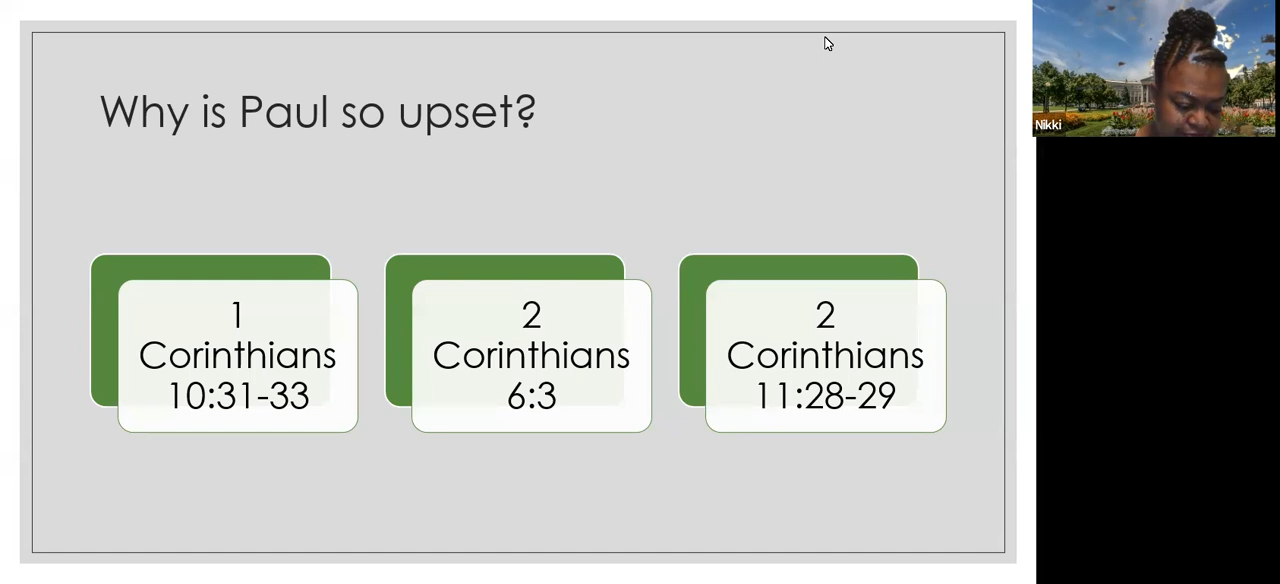 Why is Paul so upset?
1
Corinthians
10:31-33
2
Corinthians
6:3
2
Corinthians
11:28-29
Nikki